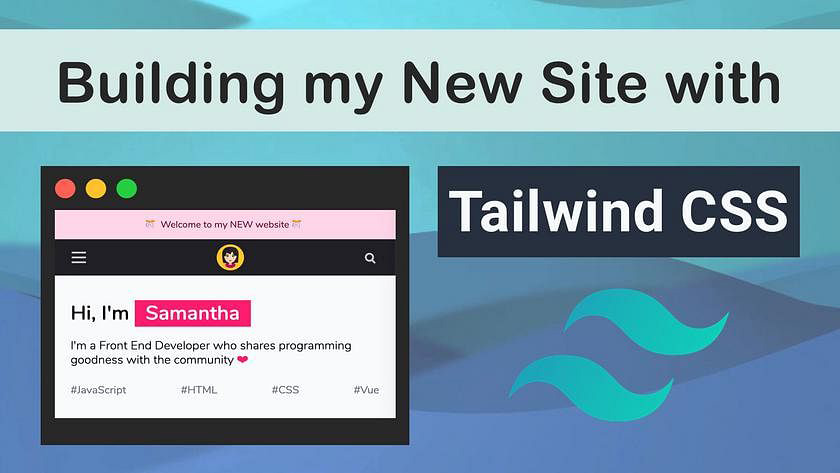 Building my New Site with
Tailwind CSS
Welcome to my NEW website
Hi, I'm Samantha
I'm a Front End Developer who shares programming
goodness with the community
#JavaScript #HTML #CSS #Vue